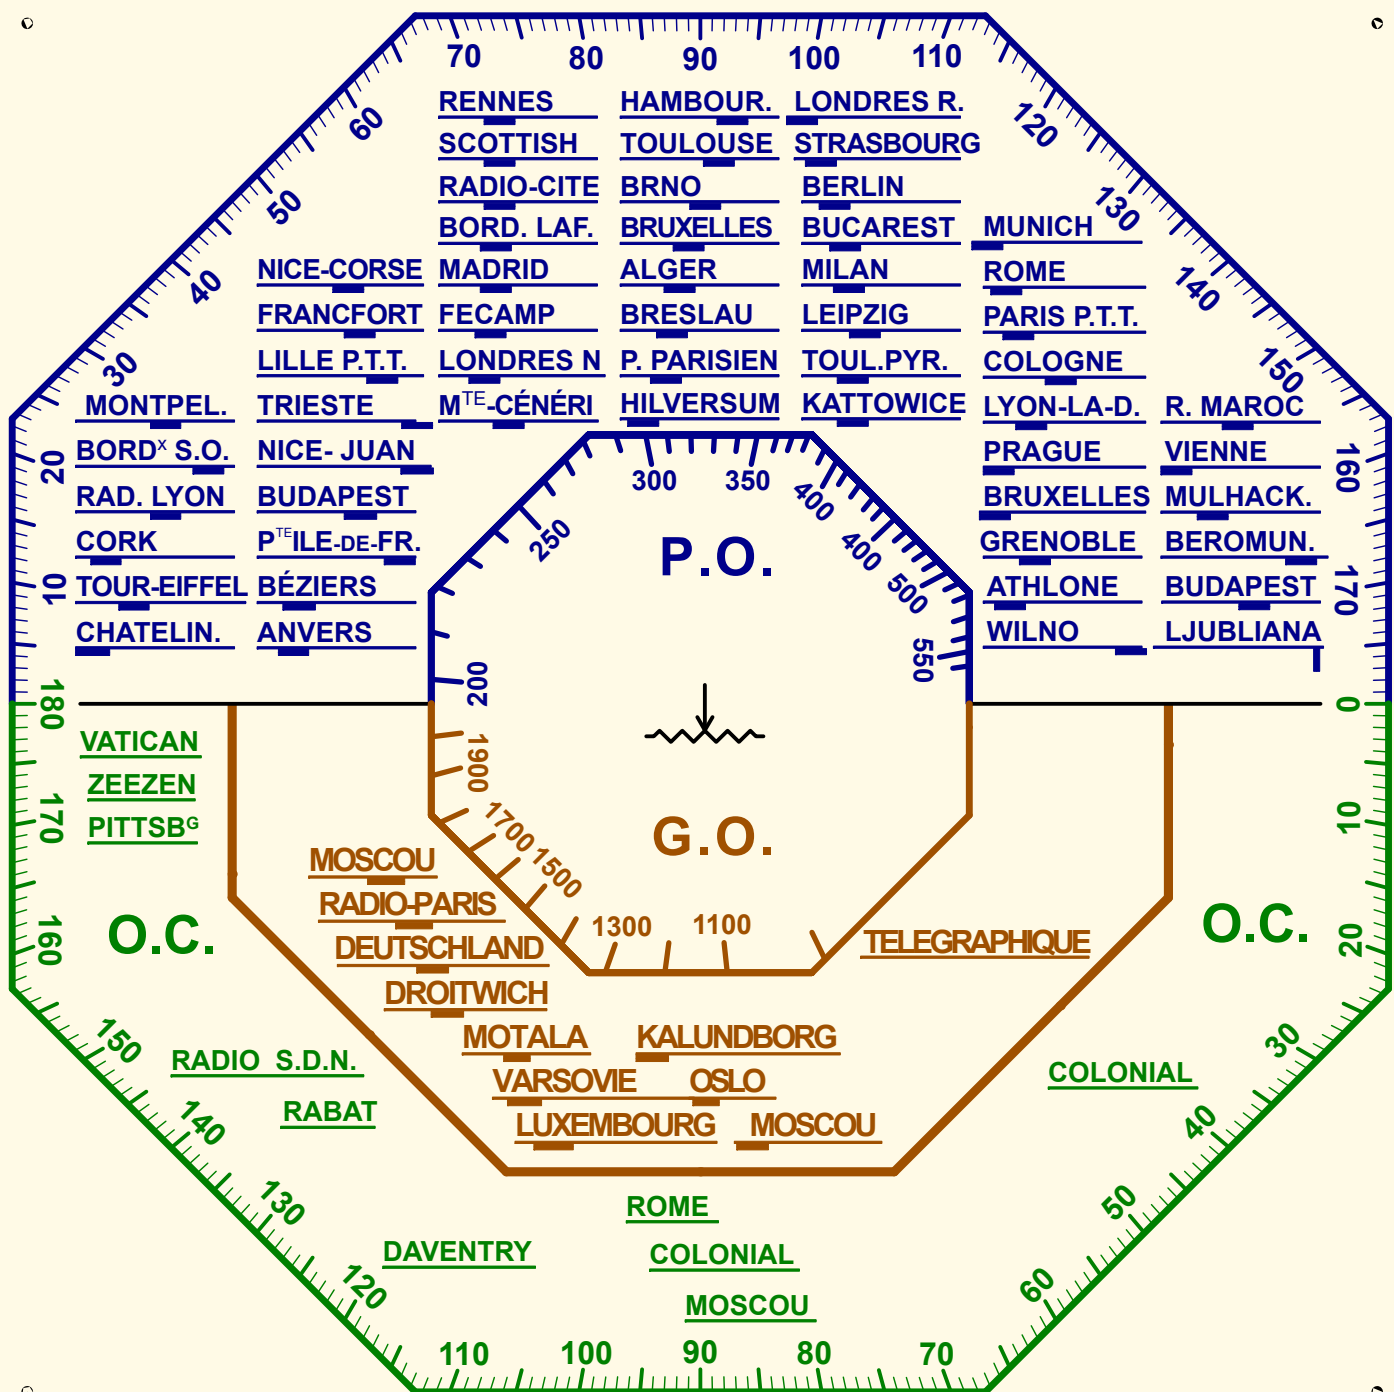 70 80 90 100 110
60 120
50 130
40 140
30 150
20 160
10 170
RENNES HAMBOUR. LONDRES R.
SCOTTISH TOULOUSE STRASBOURG
RADIO-CITE BRNO BERLIN
BORD. LAF. BRUXELLES BUCAREST MUNICH
NICE-CORSE MADRID ALGER MILAN ROME
FRANCFORT FECAMP BRESLAU LEIPZIG PARIS P.T.T.
LILLE P.T.T. LONDRES N P. PARISIEN TOUL.PYR. COLOGNE
MONTPEL. TRIESTE MTE-CÉNÉRI HILVERSUM KATTOWICE LYON-LA-D. R. MAROC
BORDX S.O. NICE- JUAN PRAGUE VIENNE
RAD. LYON BUDAPEST BRUXELLES MULHACK.
CORK PTEILE-DE-FR. GRENOBLE BEROMUN.
TOUR-EIFFEL BÉZIERS ATHLONE BUDAPEST
CHATELIN. ANVERS WILNO LJUBLIANA
200 250 300 350 400 400 500 550
P.O.
180 0
VATICAN
ZEEZEN
PITTSBG
170 10
1900 1700 1500 1300 1100
G.O.
MOSCOU
RADIO-PARIS
O.C. O.C.
160 20
DEUTSCHLAND TELEGRAPHIQUE
DROITWICH
MOTALA KALUNDBORG
150 30
RADIO S.D.N. COLONIAL
VARSOVIE OSLO
RABAT
LUXEMBOURG MOSCOU
140 40
130 50
ROME
DAVENTRY COLONIAL
120 60
MOSCOU
110 100 90 80 70